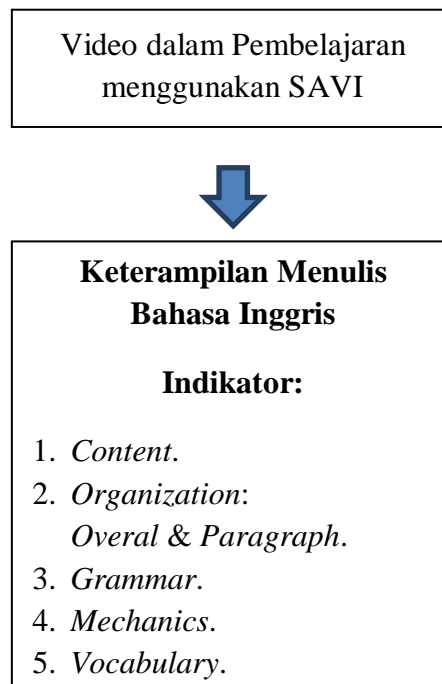 Video dalam Pembelajaran
menggunakan SAVI
Keterampilan Menulis
Bahasa Inggris
Indikator:
1. Content.
2. Organization:
Overal & Paragraph.
3. Grammar.
4. Mechanics.
5. Vocabulary.